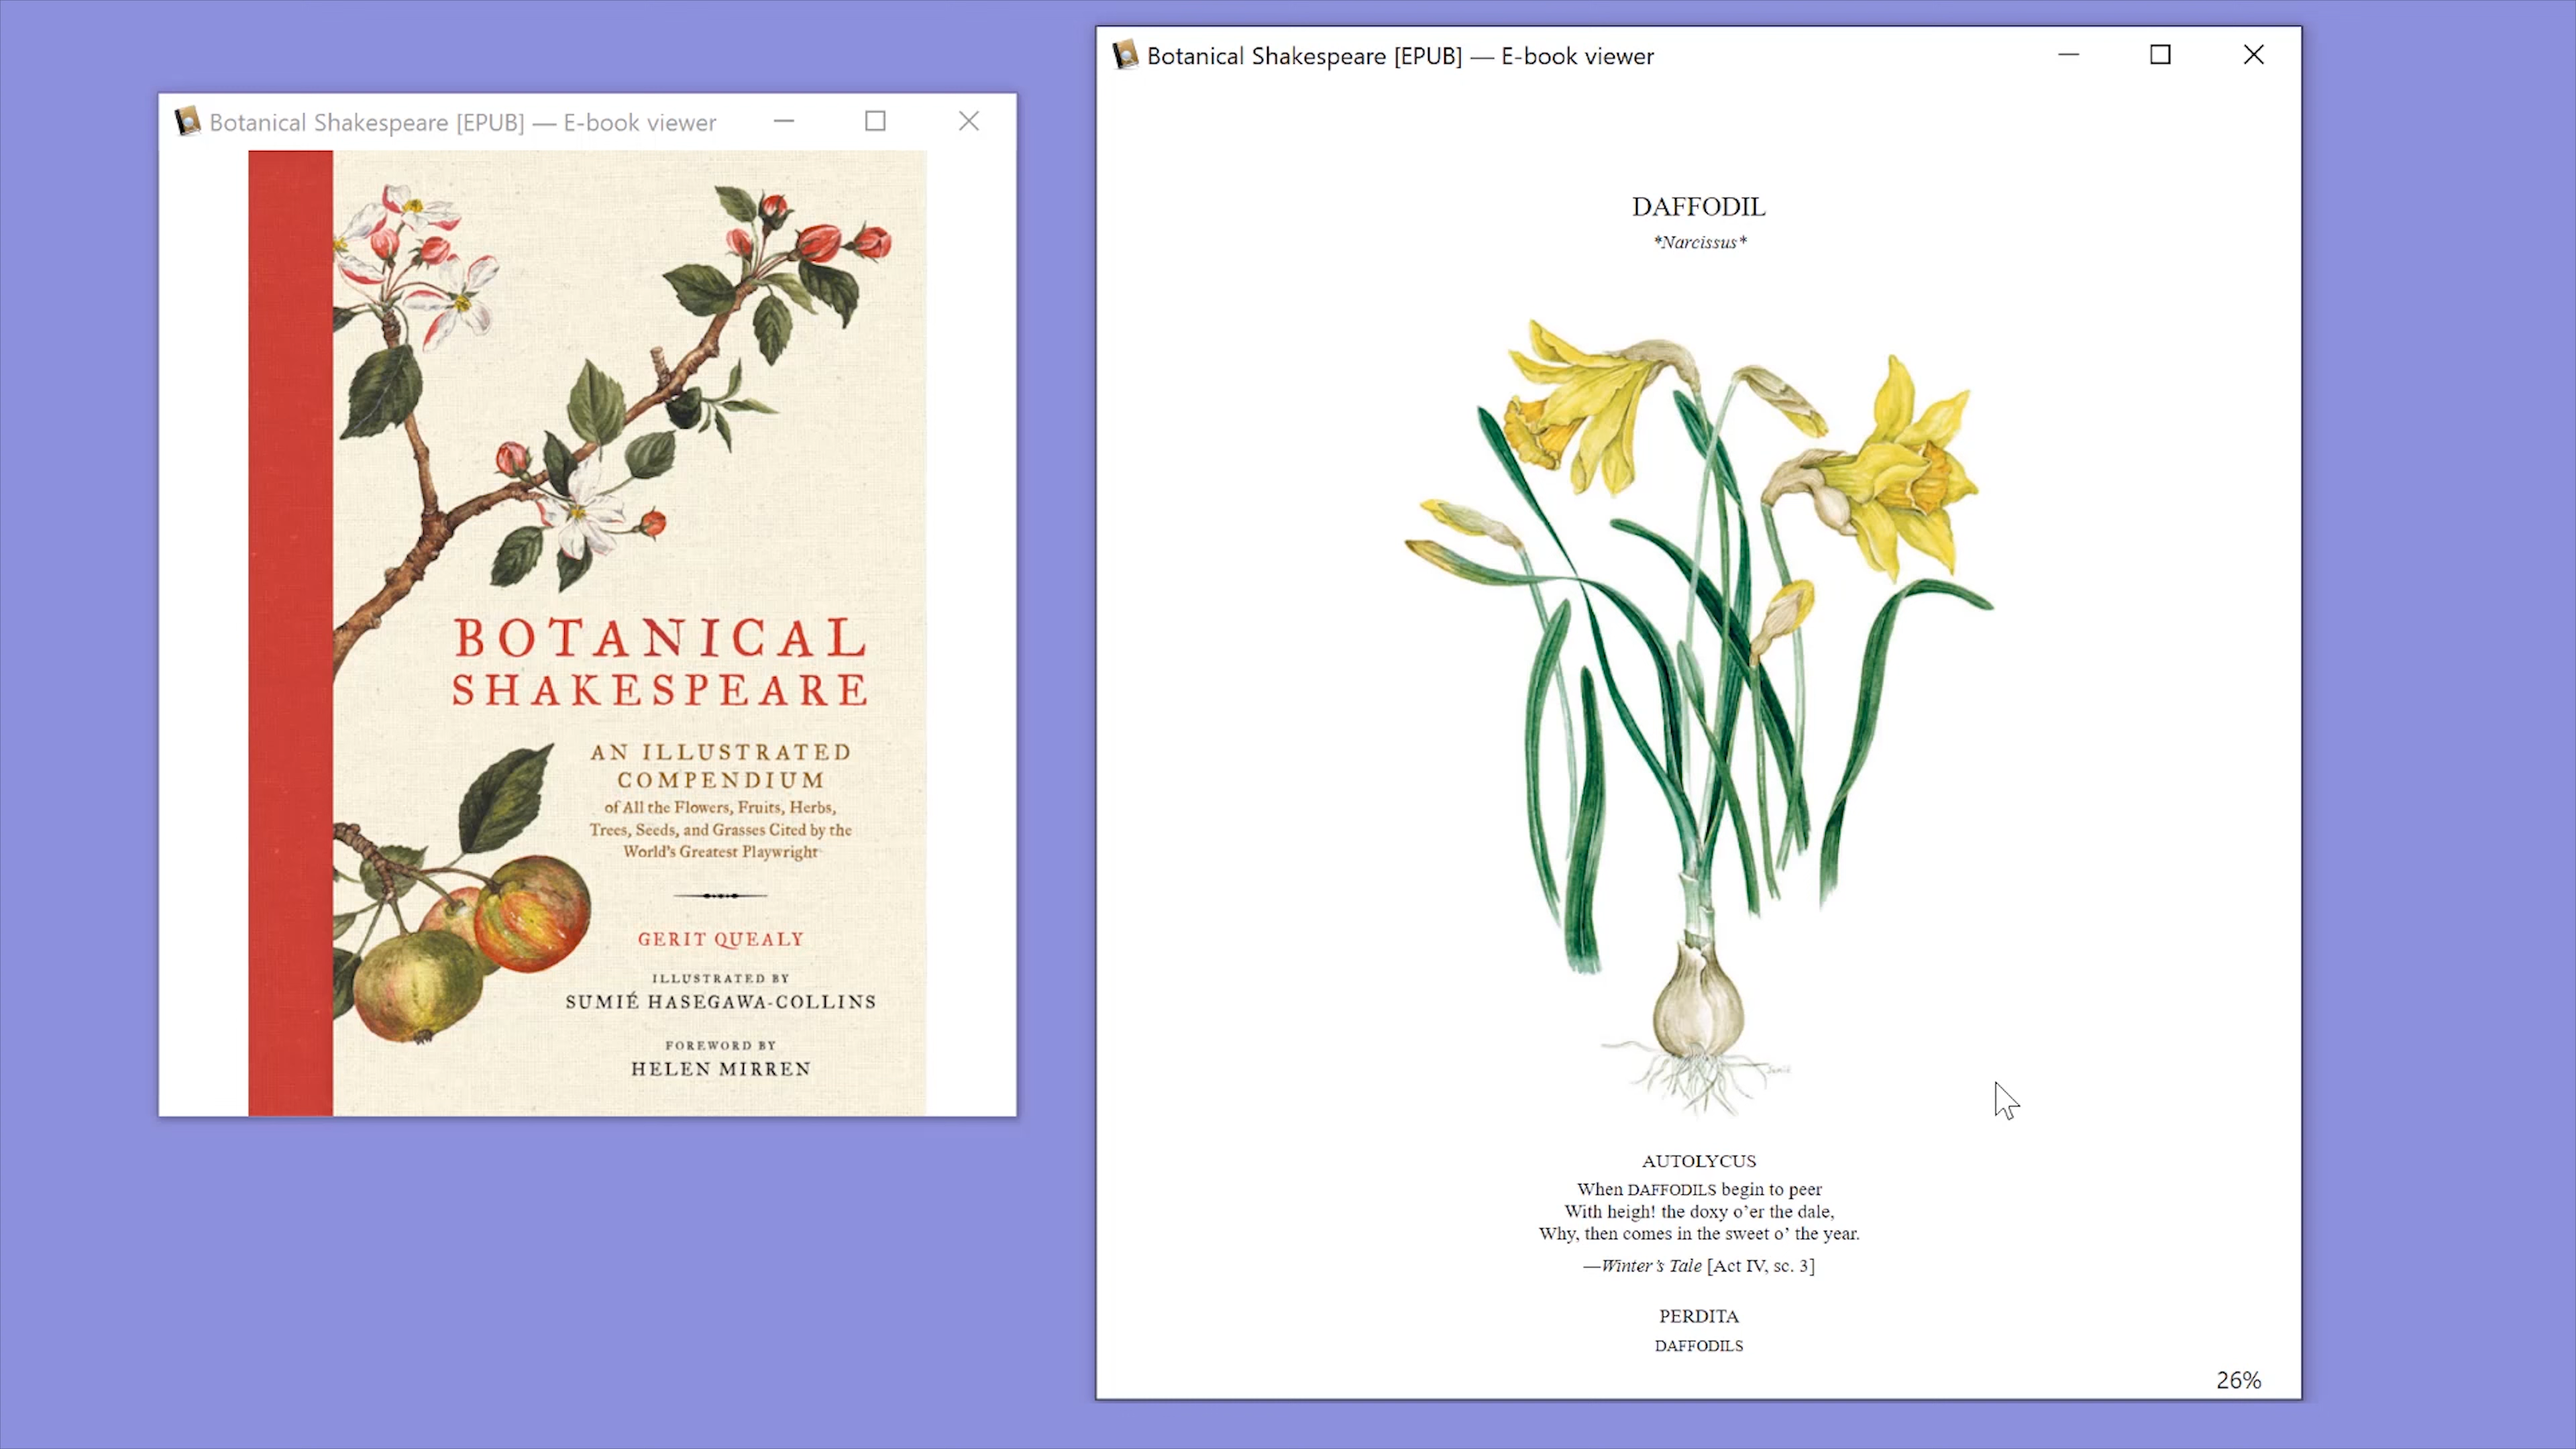 Botanical Shakespeare [EPUB] — E-book viewer
BOTANICAL
SHAKESPEARE
AN ILLUSTRATED
COMPENDIUM
of All the Flowers, Fruits, Herbs,
Trees, Seeds, and Grasses Cited by the
World's Greatest Playwright
GERIT QUEALY
ILLUSTRATED BY
SUMIÉ HASEGAWA-COLLINS
FOREWORD BY
HELEN MIRREN
Botanical Shakespeare [EPUB] — E-book viewer
DAFFODIL
*Narcissus*
Sumié
AUTOLYCUS
When DAFFODILS begin to peer
With heigh! the doxy o’er the dale,
Why, then comes in the sweet o’ the year.
—Winter’s Tale [Act IV, sc. 3]
PERDITA
DAFFODILS
26%